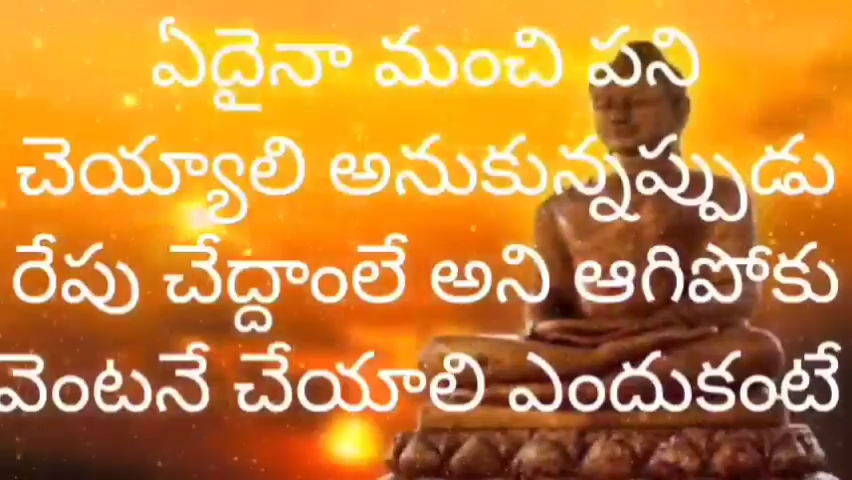 ఏదైనా మంచి పని
చెయ్యాలి అనుకున్నప్పుడు
రేపు చేద్దాంలే అని ఆగిపోకు
వెంటనే చేయాలి ఎందుకంటే